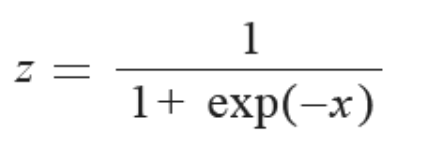 z = 1 / (1+ exp(−x))